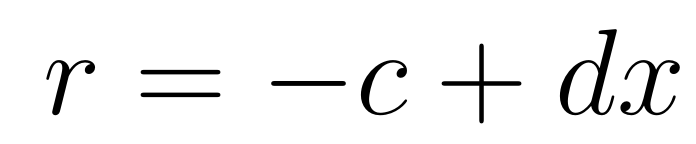 r = −c + dx